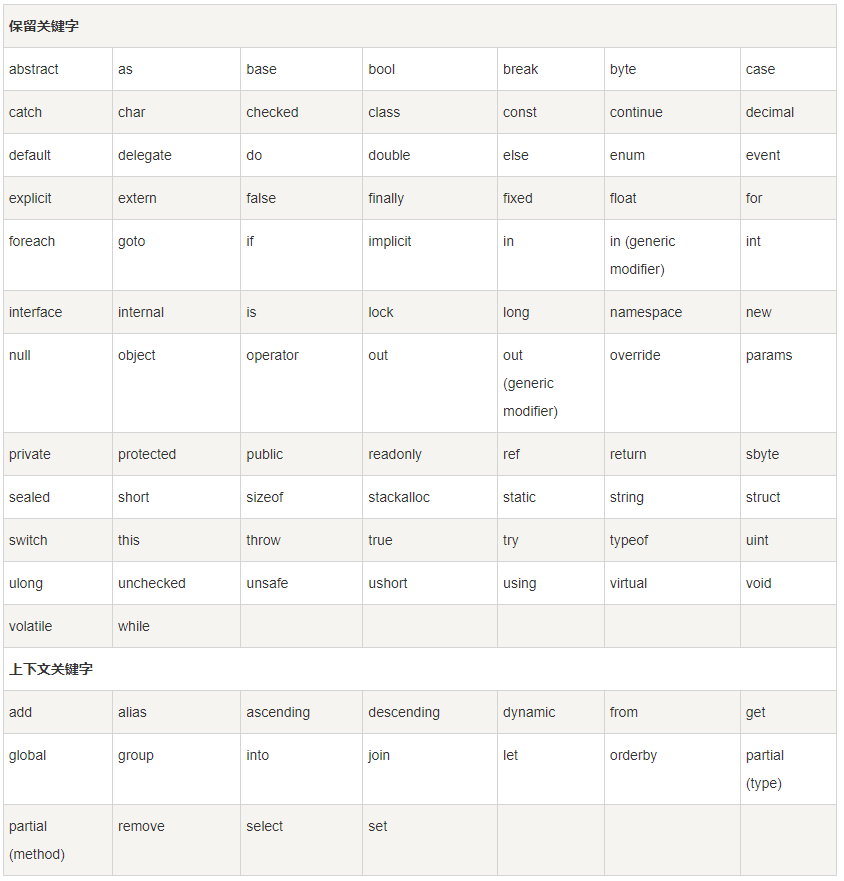 保留关键字
abstract as base bool break byte case
catch char checked class const continue decimal
default delegate do double else enum event
explicit extern false finally fixed float for
foreach goto if implicit in in (generic int
modifier)
interface internal is lock long namespace new
null object operator out out override params
(generic
modifier)
private protected public readonly ref return sbyte
sealed short sizeof stackalloc static string struct
switch this throw true try typeof uint
ulong unchecked unsafe ushort using virtual void
volatile while
上下文关键字
add alias ascending descending dynamic from get
global group into join let orderby partial
(type)
partial remove select set
(method)